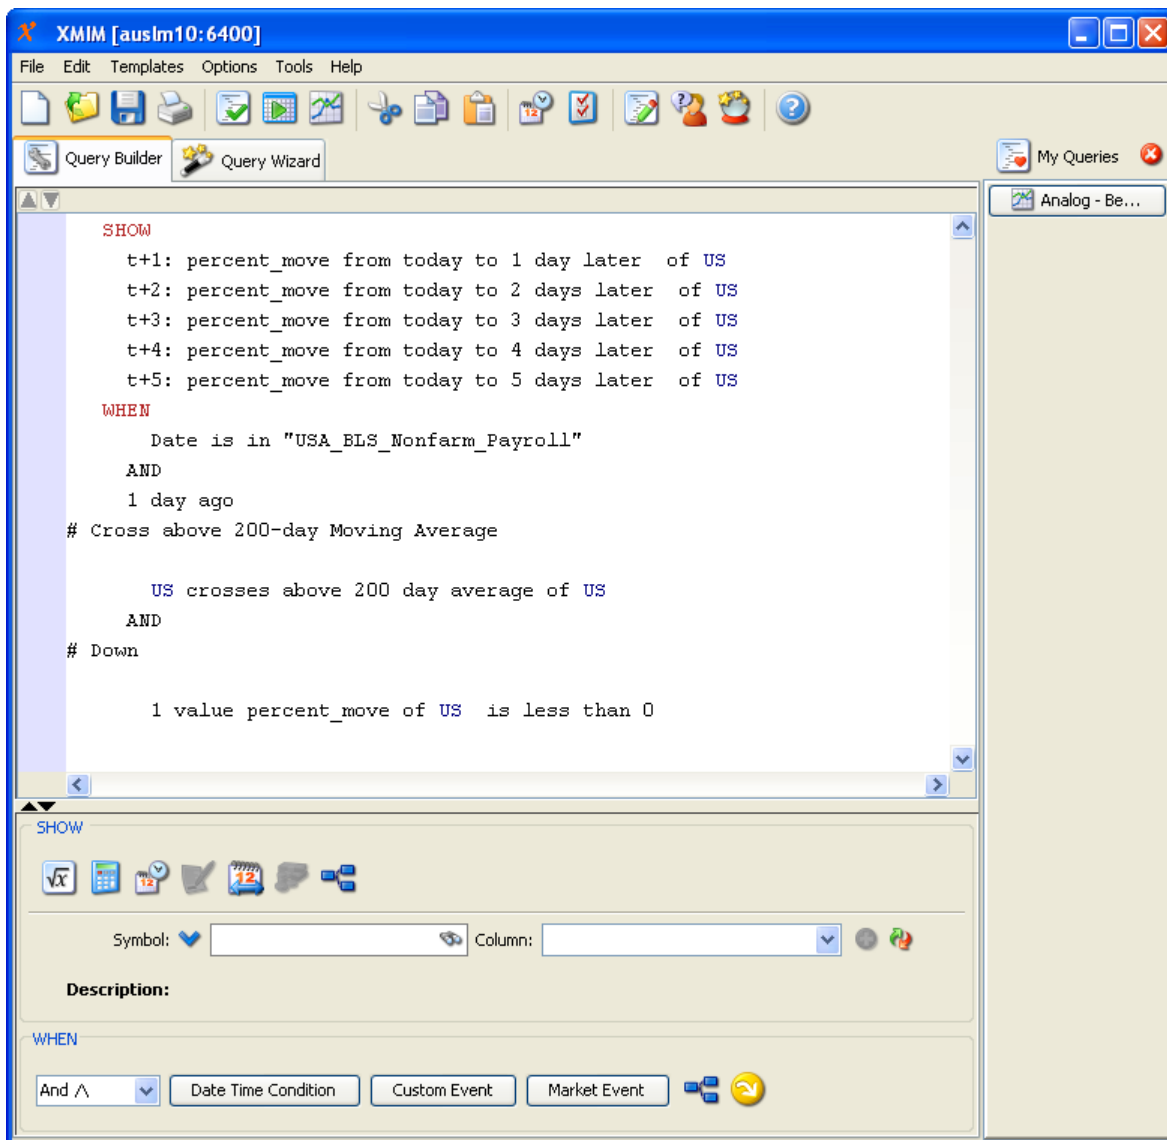 XMIM [auslm10:6400]
File Edit Templates Options Tools Help
Query Builder Query Wizard My Queries
Analog - Be...
SHOW
t+1: percent_move from today to 1 day later of US
t+2: percent_move from today to 2 days later of US
t+3: percent_move from today to 3 days later of US
t+4: percent_move from today to 4 days later of US
t+5: percent_move from today to 5 days later of US
WHEN
Date is in "USA_BLS_Nonfarm_Payroll"
AND
1 day ago
# Cross above 200-day Moving Average
US crosses above 200 day average of US
AND
# Down
1 value percent_move of US is less than 0
SHOW
√x 12 12
Symbol: Column:
Description:
WHEN
And ∧ Date Time Condition Custom Event Market Event